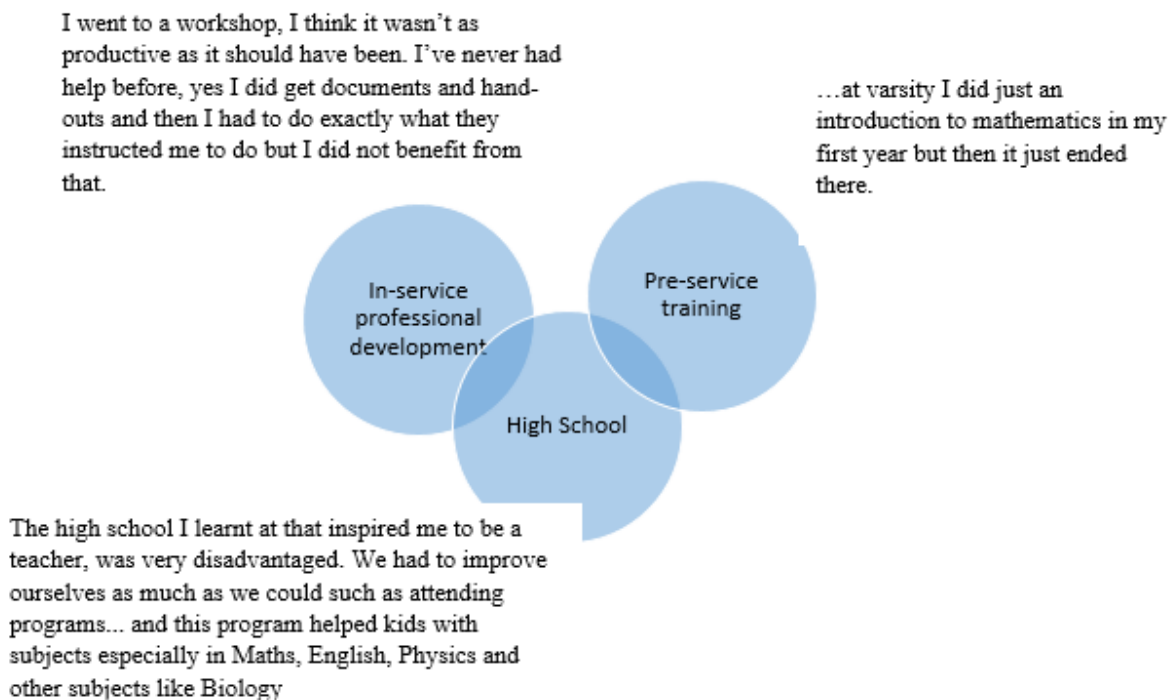 I went to a workshop, I think it wasn’t as
productive as it should have been. I’ve never had
help before, yes I did get documents and hand-
outs and then I had to do exactly what they
instructed me to do but I did not benefit from
that.
…at varsity I did just an
introduction to mathematics in my
first year but then it just ended
there.
In-service
professional
development
Pre-service
training
High School
The high school I learnt at that inspired me to be a
teacher, was very disadvantaged. We had to improve
ourselves as much as we could such as attending
programs... and this program helped kids with
subjects especially in Maths, English, Physics and
other subjects like Biology